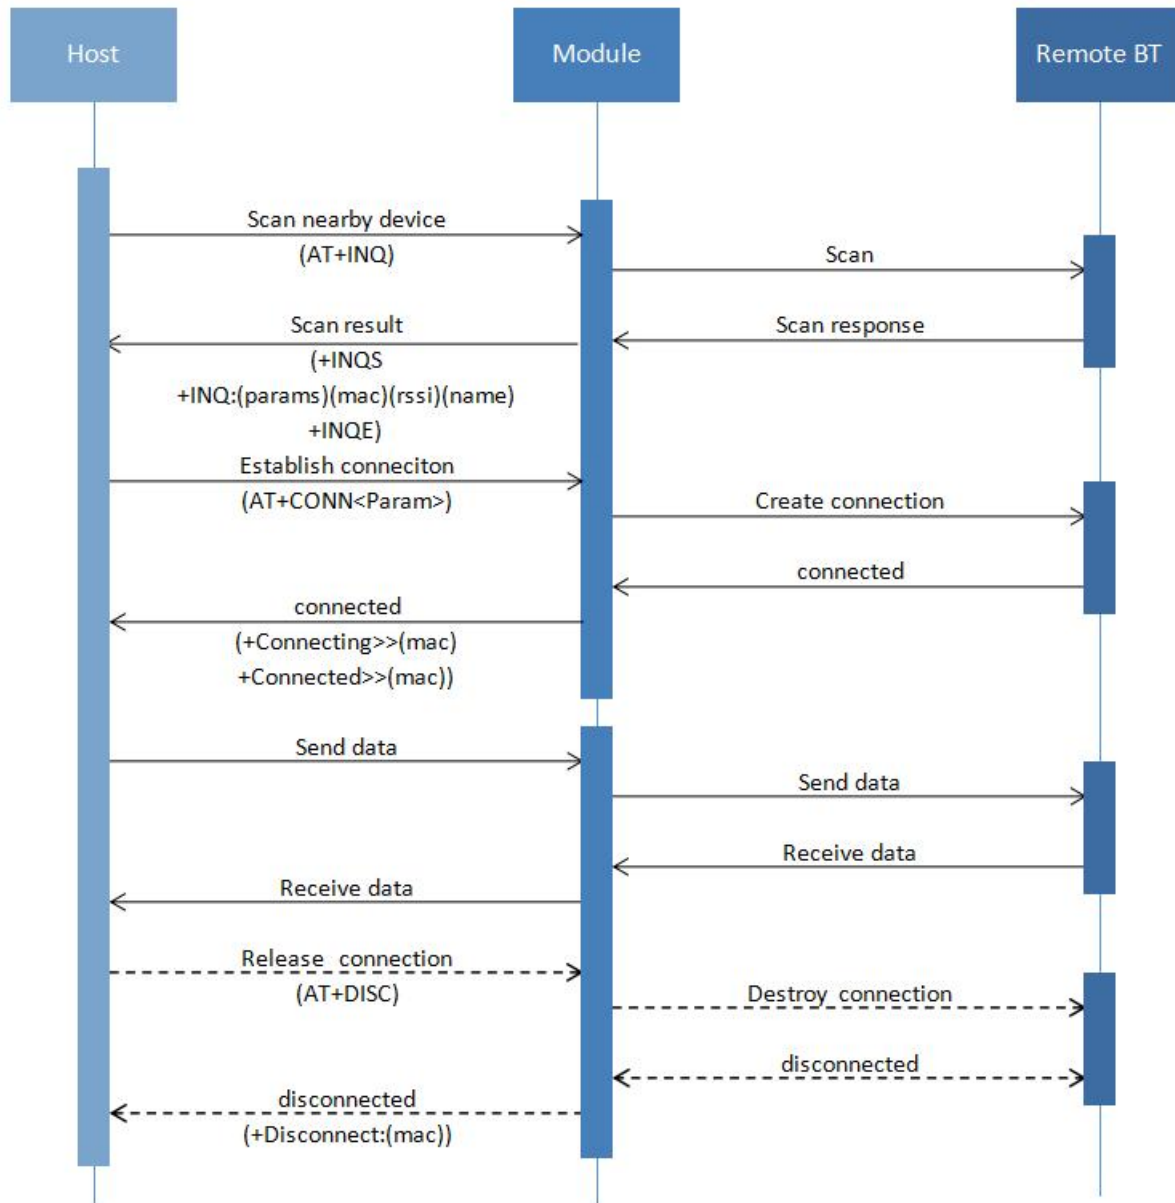 Host
Module
Remote BT
Scan nearby device
(AT+INQ)
Scan
Scan result
Scan response
(+INQS
+INQ:(params)(mac)(rssi)(name)
+INQE)
Establish conneciton
(AT+CONN<Param>)
Create connection
connected
connected
(+Connecting>>(mac)
+Connected>>(mac))
Send data
Send data
Receive data
Receive data
Release connection
(AT+DISC)
Destroy connection
disconnected
disconnected
(+Disconnect:(mac))